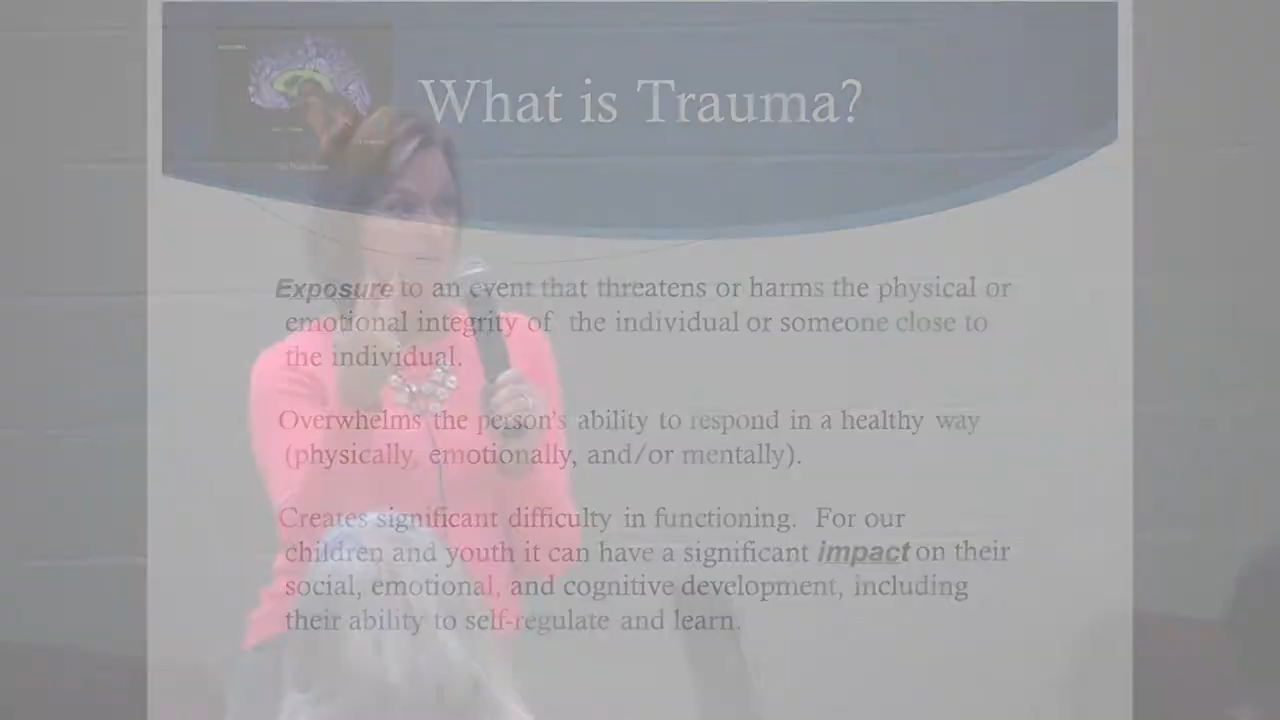 What is Trauma?
Exposure to an event that threatens or harms the physical or
emotional integrity of the individual or someone close to
the individual.
Overwhelms the person's ability to respond in a healthy way
(physically, emotionally, and/or mentally).
Creates significant difficulty in functioning. For our
children and youth it can have a significant impact on their
social, emotional, and cognitive development, including
their ability to self-regulate and learn.